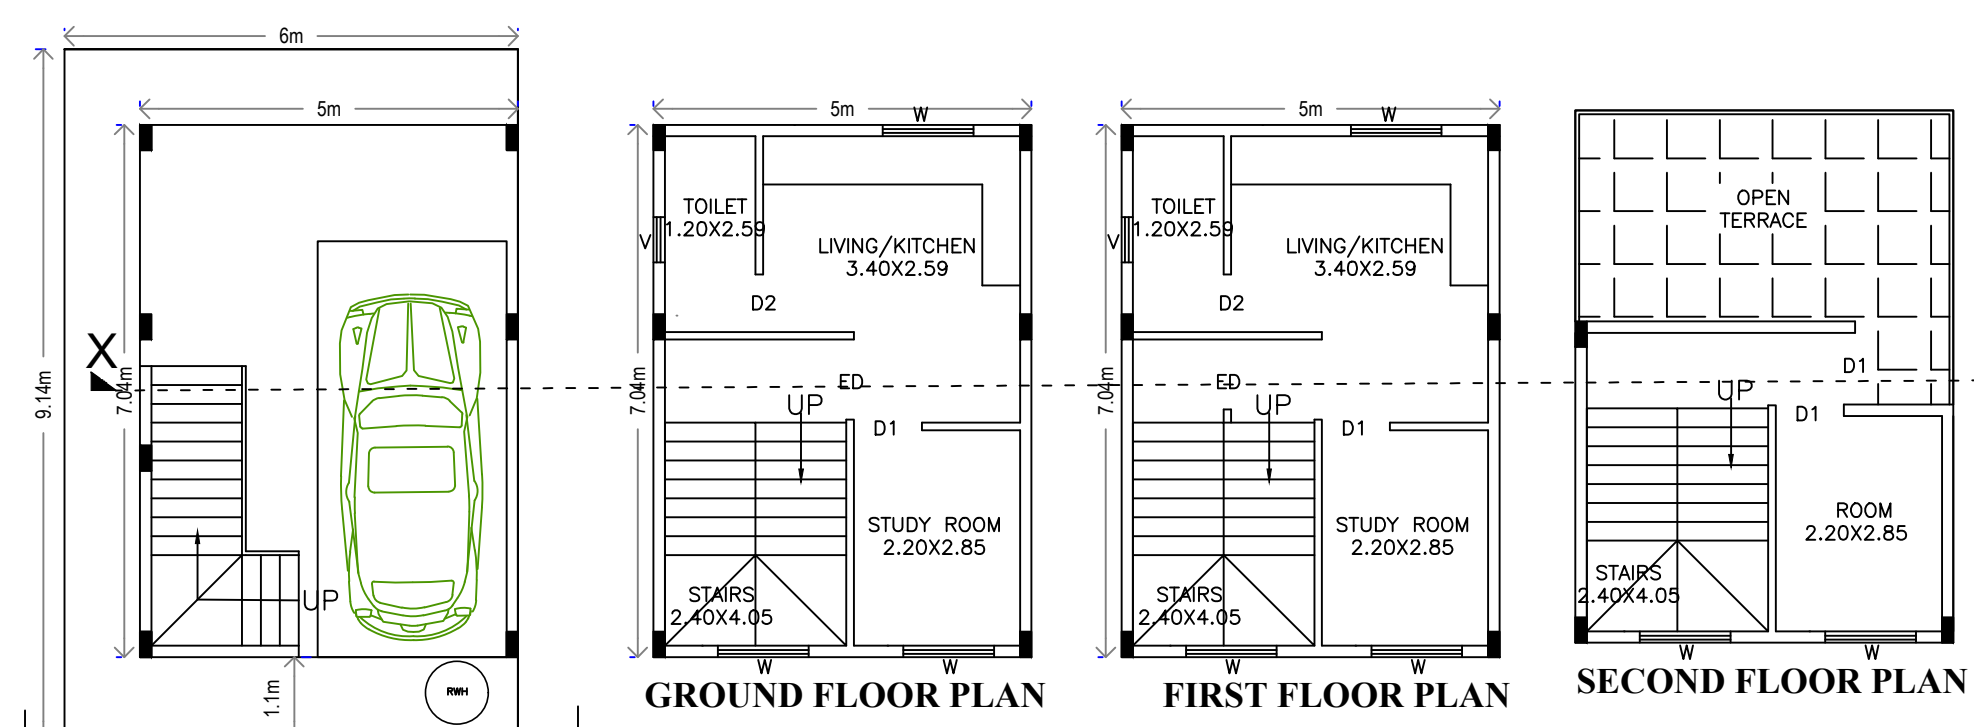 6m
5m
9.14m
7.04m
X
UP
1.1m
RWH
5m
W
7.04m
TOILET
1.20X2.59
V
LIVING/KITCHEN
3.40X2.59
D2
ED
UP
D1
STUDY ROOM
2.20X2.85
STAIRS
2.40X4.05
W
W
GROUND FLOOR PLAN
5m
W
7.04m
TOILET
1.20X2.59
V
LIVING/KITCHEN
3.40X2.59
D2
ED
UP
D1
STUDY ROOM
2.20X2.85
STAIRS
2.40X4.05
W
W
FIRST FLOOR PLAN
OPEN
TERRACE
D1
UP
D1
ROOM
2.20X2.85
STAIRS
2.40X4.05
W
W
SECOND FLOOR PLAN